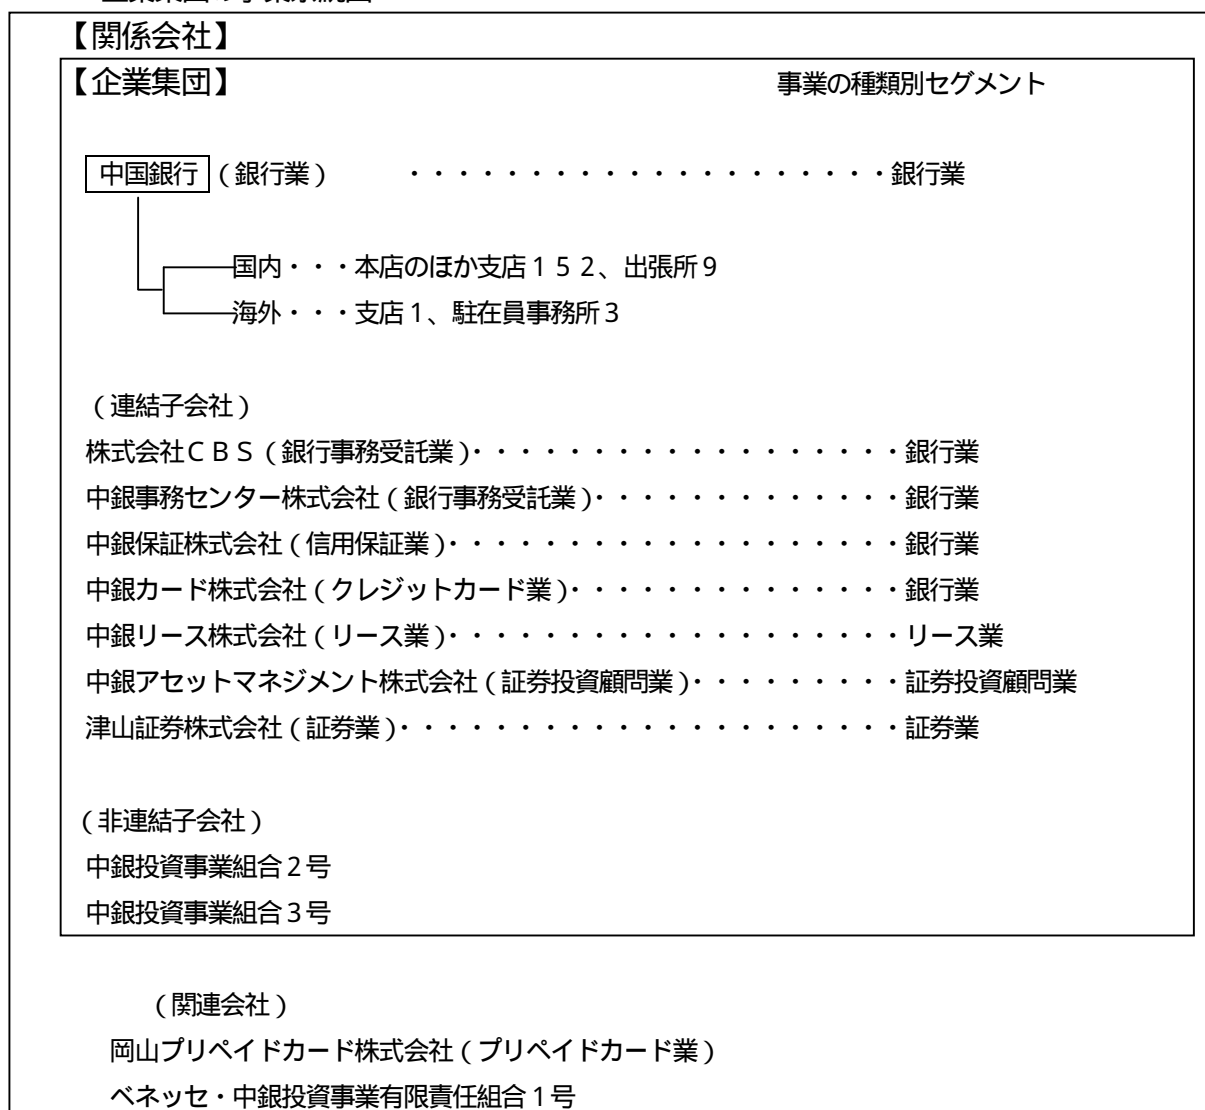 【関係会社】
【企業集団】 事業の種類別セグメント
中国銀行(銀行業) ・・・・・・・・・・・・・・・・・・・・銀行業
国内・・・本店のほか支店152、出張所9
海外・・・支店1、駐在員事務所3
(連結子会社)
株式会社CBS(銀行事務受託業)・・・・・・・・・・・・・・・・・・銀行業
中銀事務センター株式会社(銀行事務受託業)・・・・・・・・・・・・・銀行業
中銀保証株式会社(信用保証業)・・・・・・・・・・・・・・・・・・・銀行業
中銀カード株式会社(クレジットカード業)・・・・・・・・・・・・・・銀行業
中銀リース株式会社(リース業)・・・・・・・・・・・・・・・・・・・リース業
中銀アセットマネジメント株式会社(証券投資顧問業)・・・・・・・・・証券投資顧問業
津山証券株式会社(証券業)・・・・・・・・・・・・・・・・・・・・・証券業
(非連結子会社)
中銀投資事業組合2号
中銀投資事業組合3号
(関連会社)
岡山プリペイドカード株式会社(プリペイドカード業)
ベネッセ・中銀投資事業有限責任組合1号